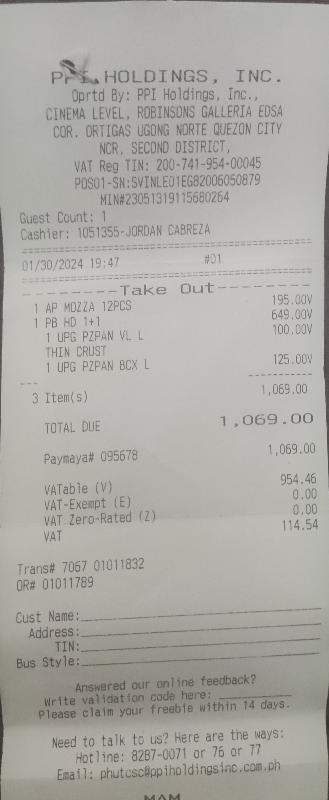 PPI HOLDINGS, INC.
Oprtd By: PPI Holdings, Inc.,
CINEMA LEVEL, ROBINSONS GALLERIA EDSA
COR. ORTIGAS UGONG NORTE QUEZON CITY
NCR, SECOND DISTRICT,
VAT Reg TIN: 200-741-954-00045
POS01-SN:SVINLE01EG82006050879
MIN#23051319115680264
Guest Count: 1
Cashier: 1051355-JORDAN CABREZA
========================================
01/30/2024 19:47 #01
========================================
--------Take Out--------
1 AP MOZZA 12PCS 195.00V
1 PB HD 1+1 649.00V
1 UPG PZPAN VL L 100.00V
THIN CRUST
1 UPG PZPAN BCX L 125.00V
--- -----------
3 Item(s) 1,069.00
TOTAL DUE 1,069.00
Paymaya# 095678 1,069.00
VATable (V) 954.46
VAT-Exempt (E) 0.00
VAT Zero-Rated (Z) 0.00
VAT 114.54
Trans# 7067 01011832
OR# 01011789
Cust Name:
Address:
TIN:
Bus Style:
Answered our online feedback?
Write validation code here: __________
Please claim your freebie within 14 days.
Need to talk to us? Here are the ways:
Hotline: 8287-0071 or 76 or 77
Email: phutcsc@ppiholdingsinc.com.ph